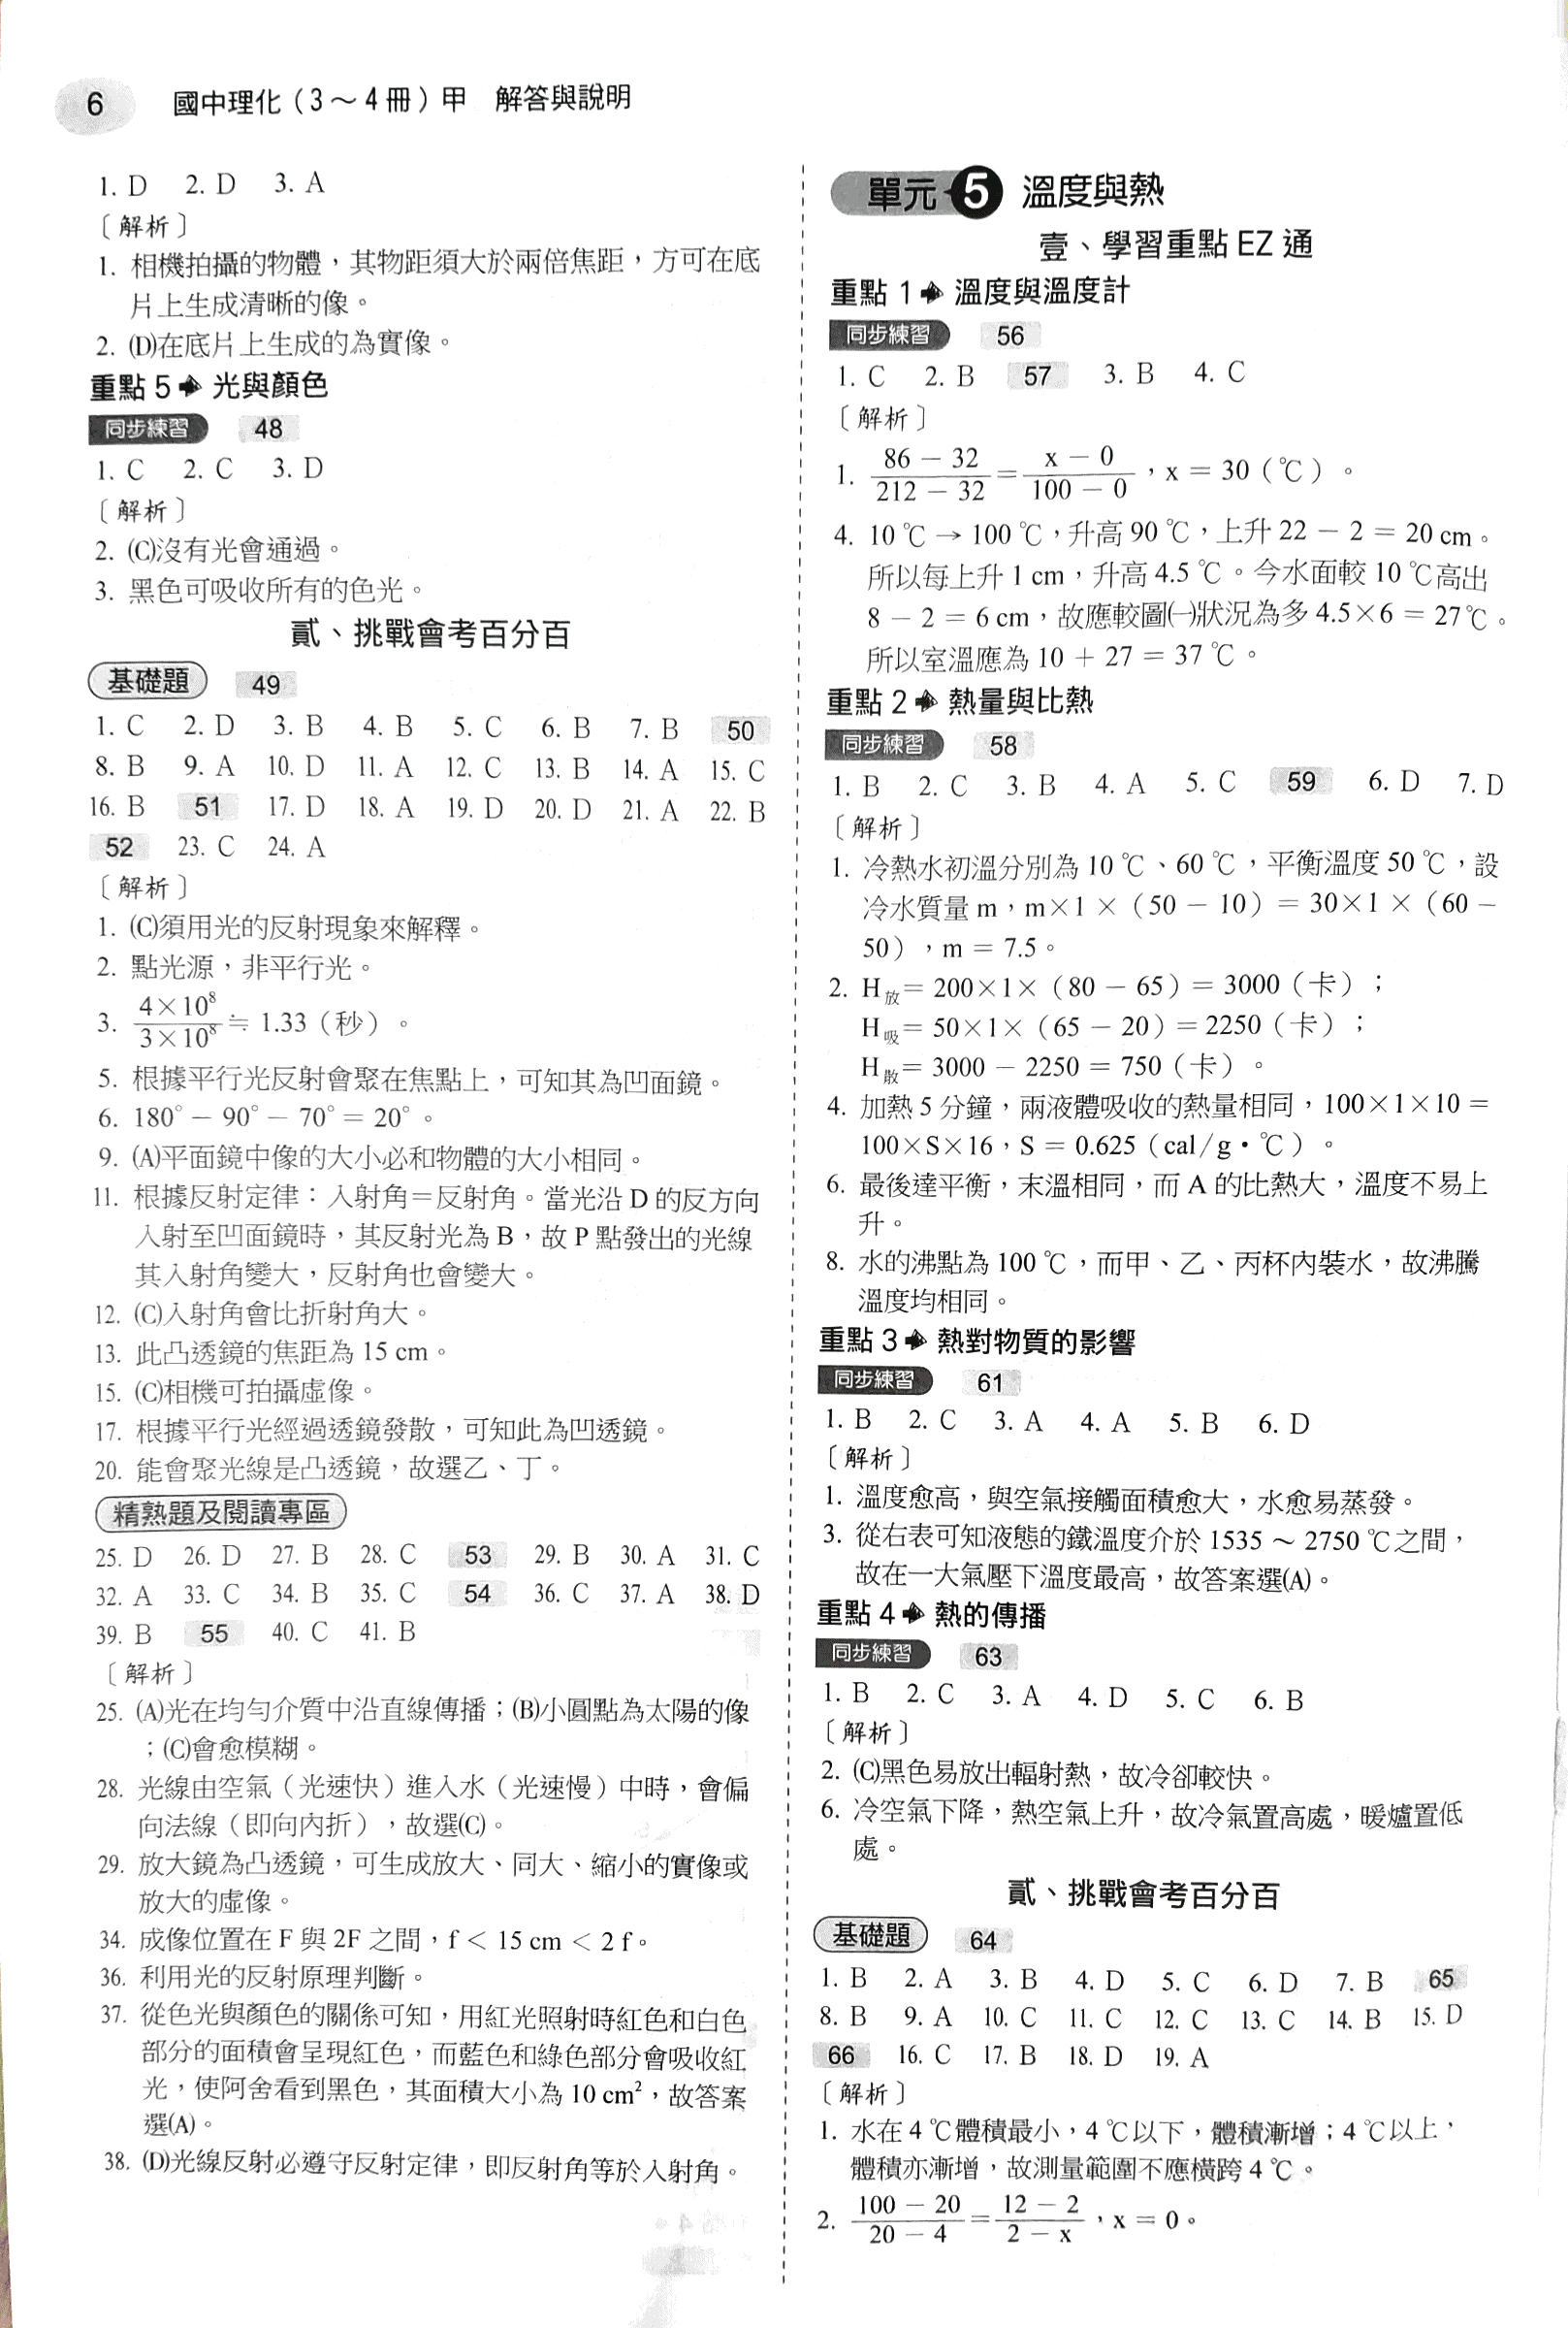 6 國中理化(3～4冊)甲 解答與說明
1. D 2. D 3. A
〔解析〕
1. 相機拍攝的物體，其物距須大於兩倍焦距，方可在底
片上生成清晰的像。
2. (D)在底片上生成的為實像。
重點 5 光與顏色
同步練習 48
1. C 2. C 3. D
〔解析〕
2. (C)沒有光會通過。
3. 黑色可吸收所有的色光。
貳、挑戰會考百分百
基礎題 49
1. C 2. D 3. B 4. B 5. C 6. B 7. B 50
8. B 9. A 10. D 11. A 12. C 13. B 14. A 15. C
16. B 51 17. D 18. A 19. D 20. D 21. A 22. B
52 23. C 24. A
〔解析〕
1. (C)須用光的反射現象來解釋。
2. 點光源，非平行光。
3. 4×10⁸/3×10⁸ ≒ 1.33（秒）。
5. 根據平行光反射會聚在焦點上，可知其為凹面鏡。
6. 180° − 90° − 70° = 20°。
9. (A)平面鏡中像的大小必和物體的大小相同。
11. 根據反射定律：入射角＝反射角。當光沿 D 的反方向
入射至凹面鏡時，其反射光為 B，故 P 點發出的光線
其入射角變大，反射角也會變大。
12. (C)入射角會比折射角大。
13. 此凸透鏡的焦距為 15 cm。
15. (C)相機可拍攝虛像。
17. 根據平行光經過透鏡發散，可知此為凹透鏡。
20. 能會聚光線是凸透鏡，故選乙、丁。
精熟題及閱讀專區
25. D 26. D 27. B 28. C 53 29. B 30. A 31. C
32. A 33. C 34. B 35. C 54 36. C 37. A 38. D
39. B 55 40. C 41. B
〔解析〕
25. (A)光在均勻介質中沿直線傳播；(B)小圓點為太陽的像
；(C)會愈模糊。
28. 光線由空氣（光速快）進入水（光速慢）中時，會偏
向法線（即向內折），故選(C)。
29. 放大鏡為凸透鏡，可生成放大、同大、縮小的實像或
放大的虛像。
34. 成像位置在 F 與 2F 之間，f < 15 cm < 2 f。
36. 利用光的反射原理判斷。
37. 從色光與顏色的關係可知，用紅光照射時紅色和白色
部分的面積會呈現紅色，而藍色和綠色部分會吸收紅
光，使阿舍看到黑色，其面積大小為 10 cm²，故答案
選(A)。
38. (D)光線反射必遵守反射定律，即反射角等於入射角。
單元 5 溫度與熱
壹、學習重點 EZ 通
重點 1 溫度與溫度計
同步練習 56
1. C 2. B 57 3. B 4. C
〔解析〕
1. 86 − 32/212 − 32 = x − 0/100 − 0，x = 30（℃）。
4. 10 ℃ → 100 ℃，升高 90 ℃，上升 22 − 2 = 20 cm。
所以每上升 1 cm，升高 4.5 ℃。今水面較 10 ℃高出
8 − 2 = 6 cm，故應較圖(一)狀況為多 4.5×6 = 27℃。
所以室溫應為 10 + 27 = 37 ℃。
重點 2 熱量與比熱
同步練習 58
1. B 2. C 3. B 4. A 5. C 59 6. D 7. D
〔解析〕
1. 冷熱水初溫分別為 10 ℃、60 ℃，平衡溫度 50 ℃，設
冷水質量 m，m×1 ×（50 − 10）= 30×1 ×（60 −
50），m = 7.5。
2. H放= 200×1×（80 − 65）= 3000（卡）；
H吸= 50×1×（65 − 20）= 2250（卡）；
H散= 3000 − 2250 = 750（卡）。
4. 加熱 5 分鐘，兩液體吸收的熱量相同，100×1×10 =
100×S×16，S = 0.625（cal/g•℃）。
6. 最後達平衡，末溫相同，而 A 的比熱大，溫度不易上
升。
8. 水的沸點為 100 ℃，而甲、乙、丙杯內裝水，故沸騰
溫度均相同。
重點 3 熱對物質的影響
同步練習 61
1. B 2. C 3. A 4. A 5. B 6. D
〔解析〕
1. 溫度愈高，與空氣接觸面積愈大，水愈易蒸發。
3. 從右表可知液態的鐵溫度介於 1535 ～ 2750 ℃之間，
故在一大氣壓下溫度最高，故答案選(A)。
重點 4 熱的傳播
同步練習 63
1. B 2. C 3. A 4. D 5. C 6. B
〔解析〕
2. (C)黑色易放出輻射熱，故冷卻較快。
6. 冷空氣下降，熱空氣上升，故冷氣置高處，暖爐置低
處。
貳、挑戰會考百分百
基礎題 64
1. B 2. A 3. B 4. D 5. C 6. D 7. B 65
8. B 9. A 10. C 11. C 12. C 13. C 14. B 15. D
66 16. C 17. B 18. D 19. A
〔解析〕
1. 水在 4 ℃體積最小，4 ℃以下，體積漸增；4 ℃以上，
體積亦漸增，故測量範圍不應橫跨 4 ℃。
2. 100 − 20/20 − 4 = 12 − 2/2 − x，x = 0。